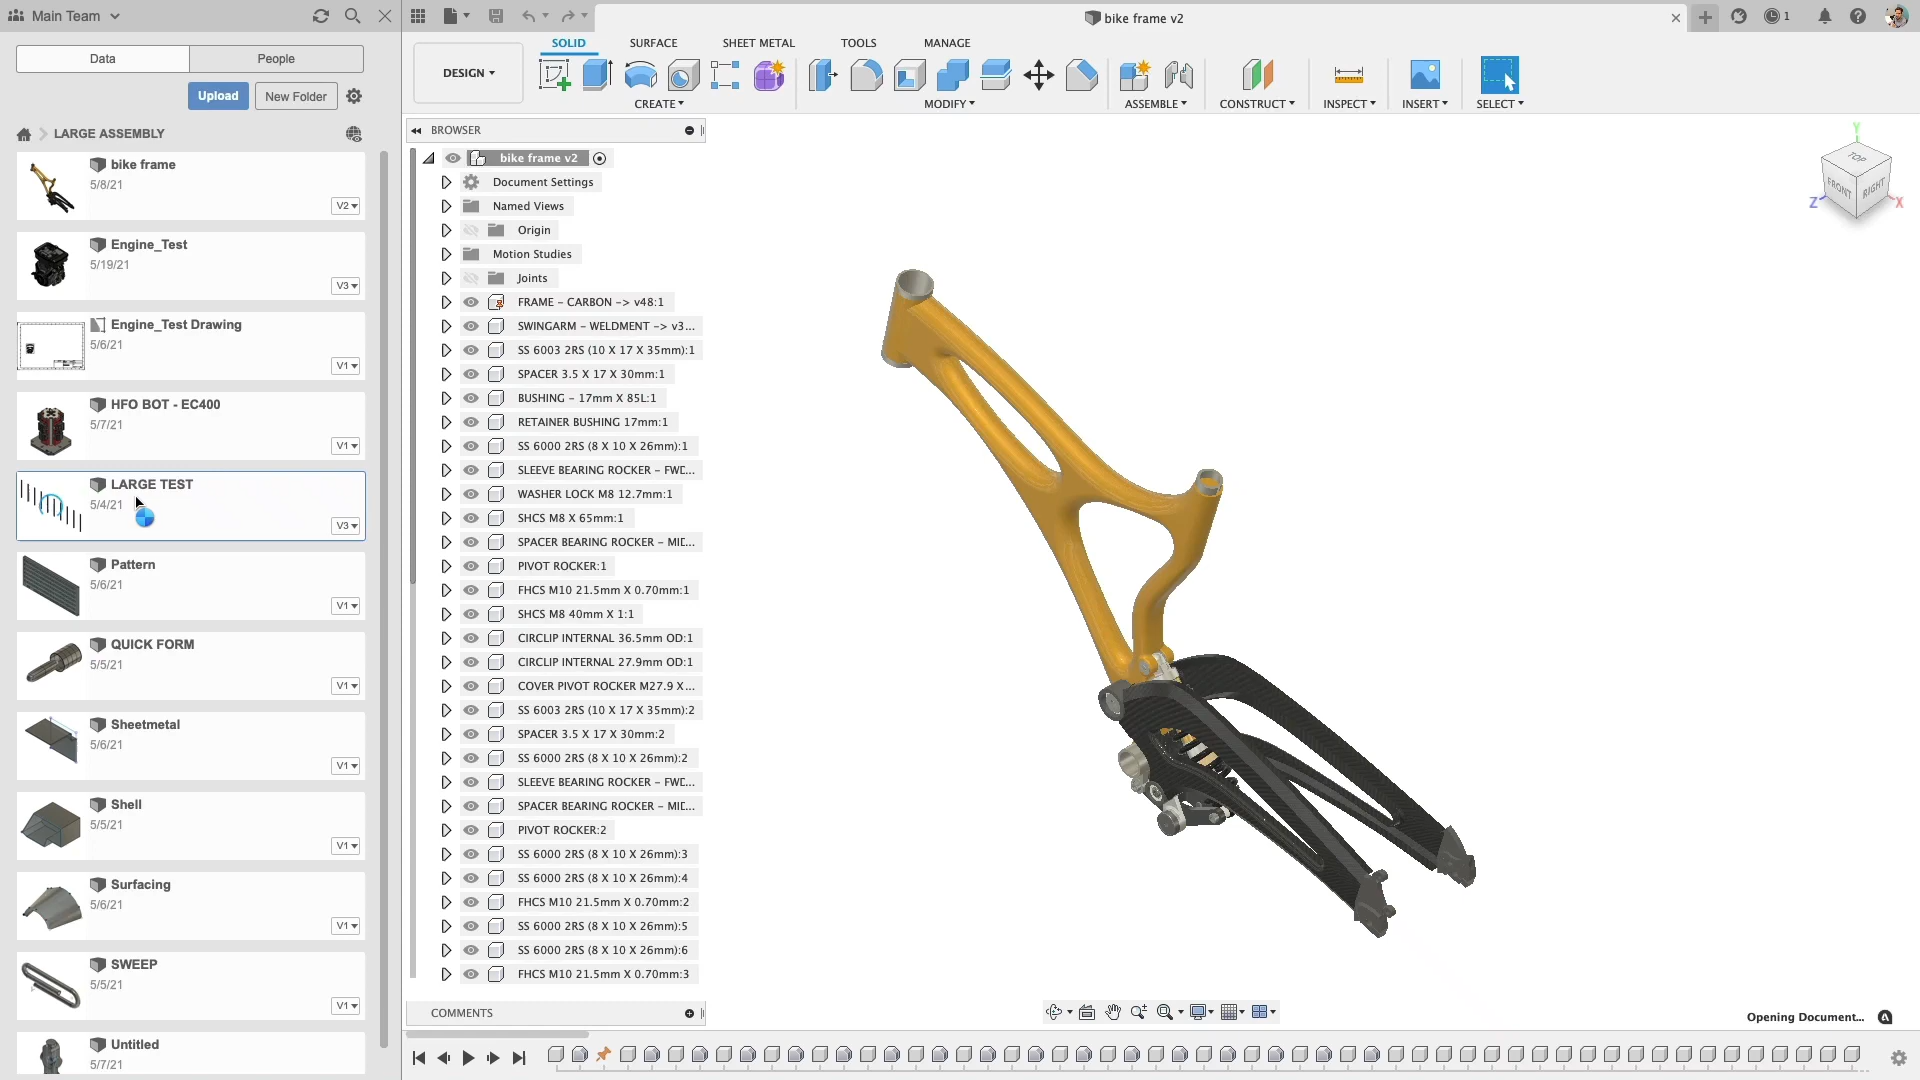 Main Team
bike frame v2
1
Data
People
Upload
New Folder
LARGE ASSEMBLY
bike frame
5/8/21
V2
Engine_Test
5/19/21
V3
Engine_Test Drawing
5/6/21
V1
HFO BOT - EC400
5/7/21
V1
LARGE TEST
5/4/21
V3
Pattern
5/6/21
V1
QUICK FORM
5/5/21
V1
Sheetmetal
5/6/21
V1
Shell
5/5/21
V1
Surfacing
5/6/21
V1
SWEEP
5/5/21
V1
Untitled
5/7/21
SOLID
SURFACE
SHEET METAL
TOOLS
MANAGE
DESIGN
CREATE
MODIFY
ASSEMBLE
CONSTRUCT
INSPECT
INSERT
SELECT
BROWSER
bike frame v2
Document Settings
Named Views
Origin
Motion Studies
Joints
FRAME - CARBON -> v48:1
SWINGARM - WELDMENT -> v3...
SS 6003 2RS (10 X 17 X 35mm):1
SPACER 3.5 X 17 X 30mm:1
BUSHING - 17mm X 85L:1
RETAINER BUSHING 17mm:1
SS 6000 2RS (8 X 10 X 26mm):1
SLEEVE BEARING ROCKER - FWD...
WASHER LOCK M8 12.7mm:1
SHCS M8 X 65mm:1
SPACER BEARING ROCKER - MID...
PIVOT ROCKER:1
FHCS M10 21.5mm X 0.70mm:1
SHCS M8 40mm X 1:1
CIRCLIP INTERNAL 36.5mm OD:1
CIRCLIP INTERNAL 27.9mm OD:1
COVER PIVOT ROCKER M27.9 X...
SS 6003 2RS (10 X 17 X 35mm):2
SPACER 3.5 X 17 X 30mm:2
SS 6000 2RS (8 X 10 X 26mm):2
SLEEVE BEARING ROCKER - FWD...
SPACER BEARING ROCKER - MID...
PIVOT ROCKER:2
SS 6000 2RS (8 X 10 X 26mm):3
SS 6000 2RS (8 X 10 X 26mm):4
FHCS M10 21.5mm X 0.70mm:2
SS 6000 2RS (8 X 10 X 26mm):5
SS 6000 2RS (8 X 10 X 26mm):6
FHCS M10 21.5mm X 0.70mm:3
COMMENTS
Y
TOP
FRONT
RIGHT
Z
X
Opening Document...